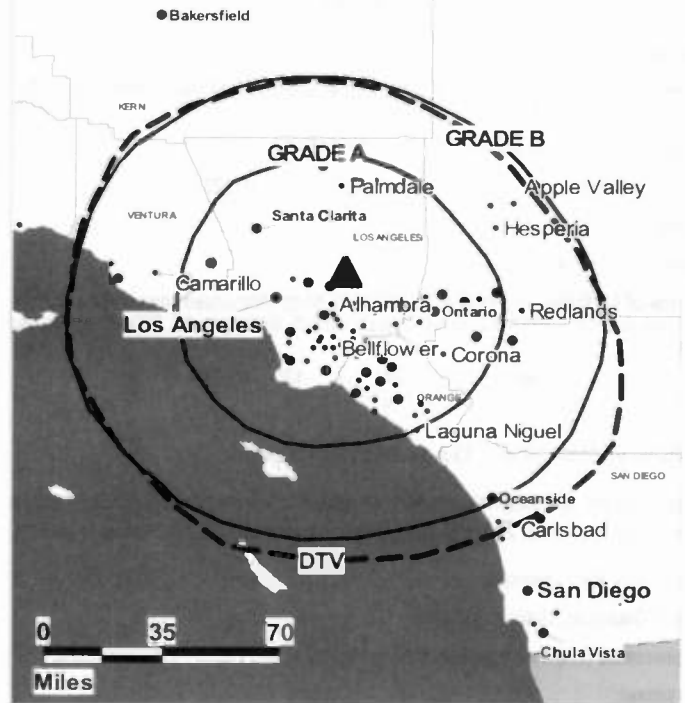 Bakersfield
KERN
GRADE B
GRADE A
Palmdale
Apple Valley
Santa Clarita
VENTURA
LOS ANGELES
Hesperia
Camarillo
Alhambra
Ontario
Redlands
Los Angeles
Bellflower
Corona
ORANGE
Laguna Niguel
SAN DIEGO
Oceanside
Carlsbad
DTV
San Diego
0 35 70
Chula Vista
Miles